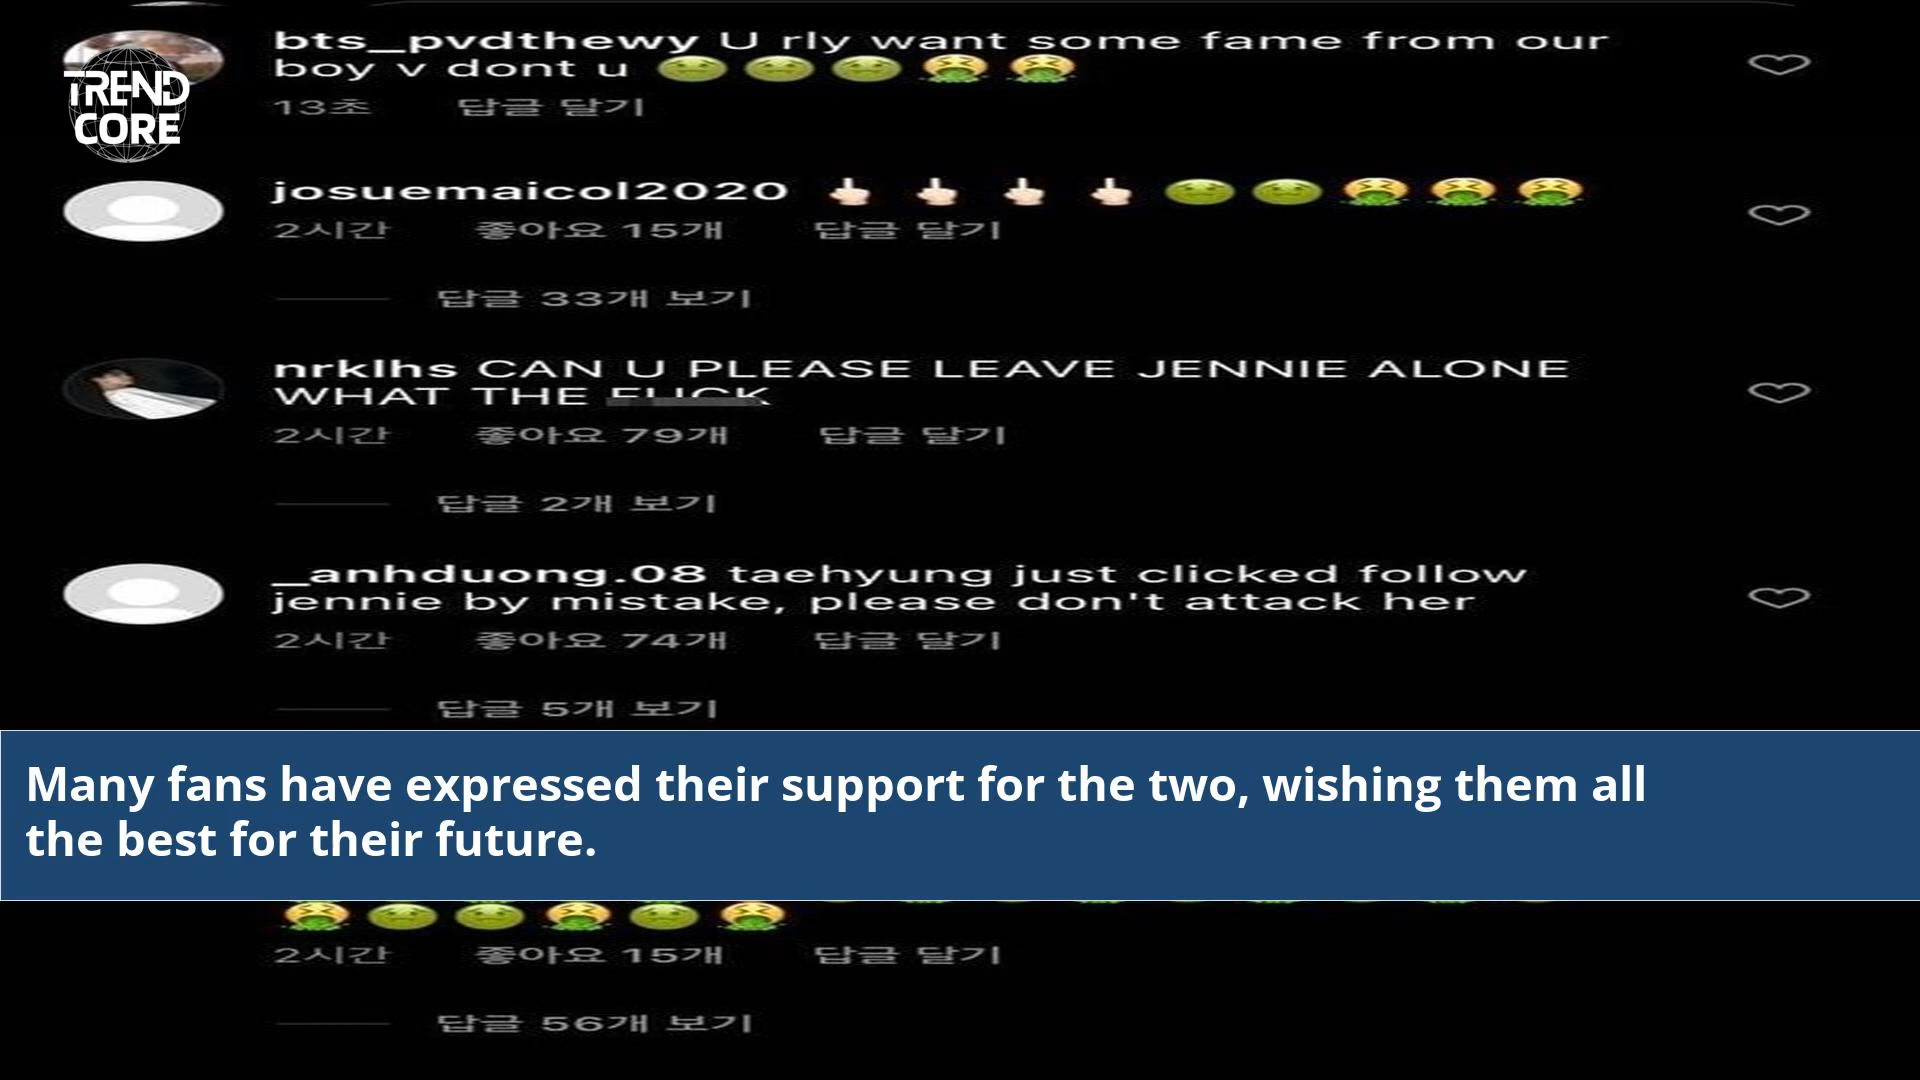 bts_pvdthewy U rly want some fame from our
boy v dont u 🤢 🤢 🤢 🤮 🤮
13초 답글 달기
TREND
CORE
josuemaicol2020 🖕🏻 🖕🏻 🖕🏻 🖕🏻 🤢 🤢 🤮 🤮 🤮
2시간 좋아요 15개 답글 달기
답글 33개 보기
nrklhs CAN U PLEASE LEAVE JENNIE ALONE
WHAT THE FUCK
2시간 좋아요 79개 답글 달기
답글 2개 보기
__anhduong.08 taehyung just clicked follow
jennie by mistake, please don't attack her
2시간 좋아요 74개 답글 달기
답글 5개 보기
Many fans have expressed their support for the two, wishing them all
the best for their future.
🤮 🤢 🤢 🤮 🤢 🤮
2시간 좋아요 15개 답글 달기
답글 56개 보기